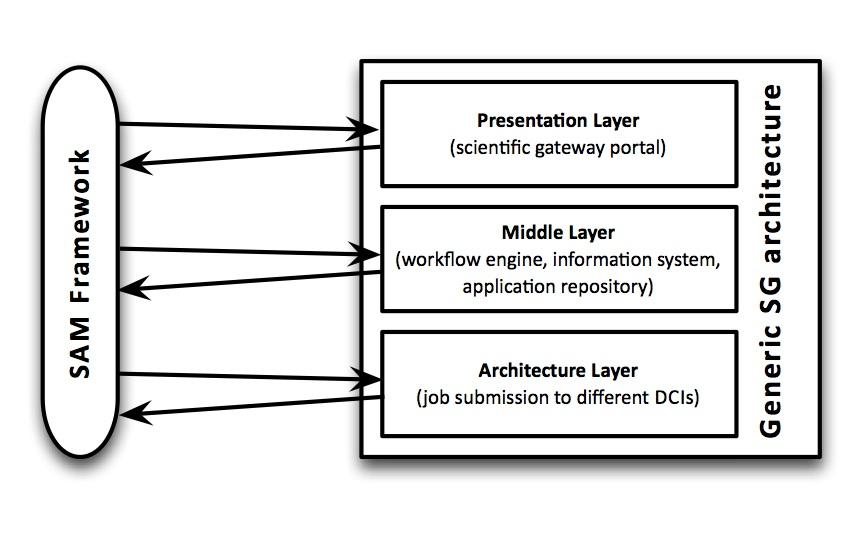 SAM Framework
Presentation Layer
(scientific gateway portal)
Middle Layer
(workflow engine, information system,
application repository)
Architecture Layer
(job submission to different DCIs)
Generic SG architecture